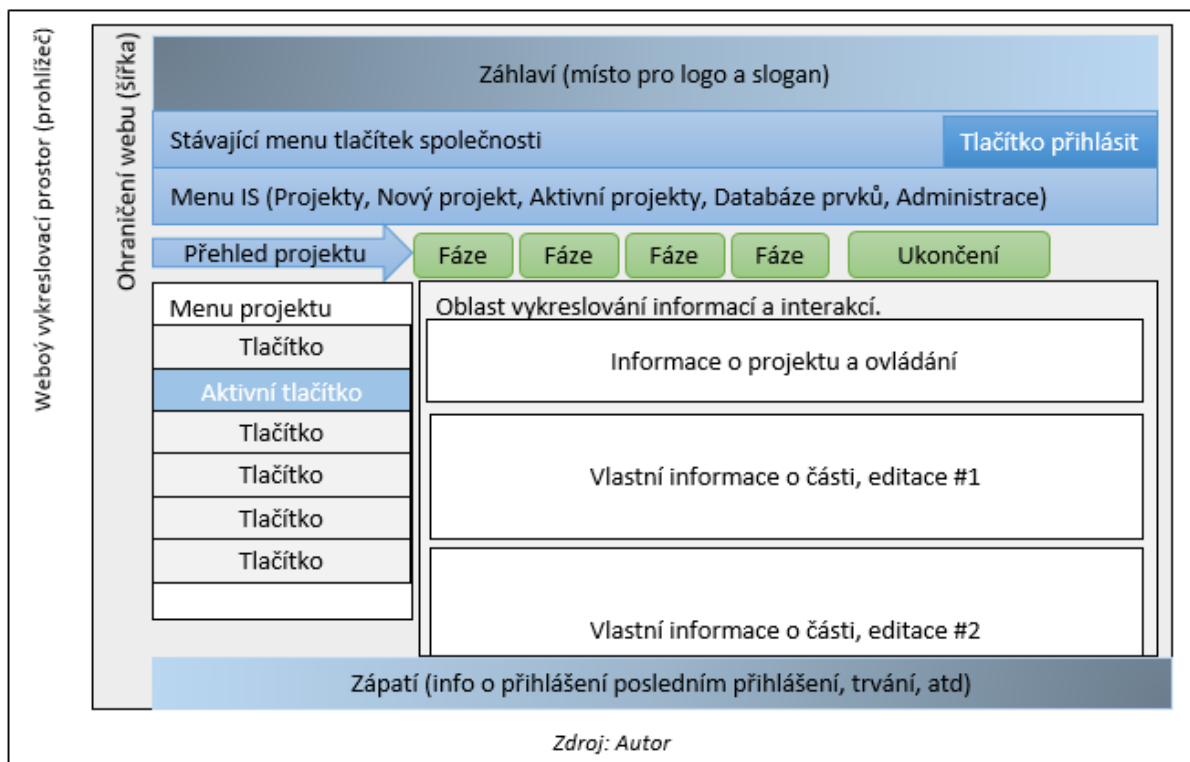 Weboý vykreslovací prostor (prohlížeč)
Ohraničení webu (šířka)
Záhlaví (místo pro logo a slogan)
Stávající menu tlačítek společnosti
Tlačítko přihlásit
Menu IS (Projekty, Nový projekt, Aktivní projekty, Databáze prvků, Administrace)
Přehled projektu
Fáze
Fáze
Fáze
Fáze
Ukončení
Menu projektu
Tlačítko
Aktivní tlačítko
Tlačítko
Tlačítko
Tlačítko
Tlačítko
Oblast vykreslování informací a interakcí.
Informace o projektu a ovládání
Vlastní informace o části, editace #1
Vlastní informace o části, editace #2
Zápatí (info o přihlášení posledním přihlášení, trvání, atd)
Zdroj: Autor